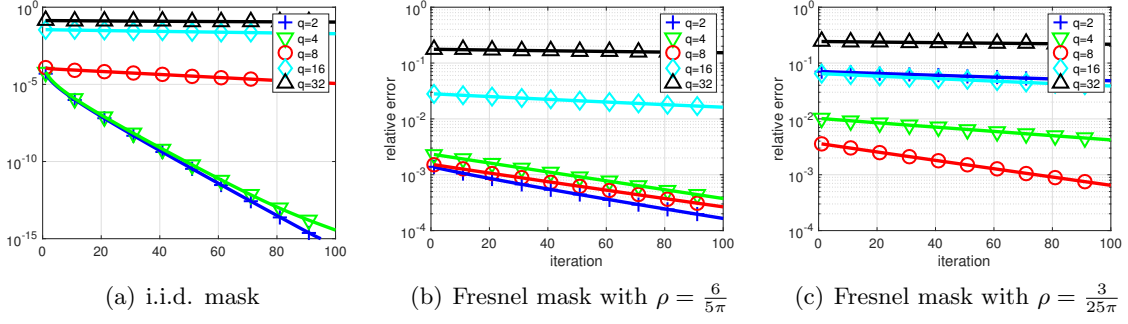 10^0
10^-5
10^-10
10^-15
0 20 40 60 80 100
q=2
q=4
q=8
q=16
q=32
(a) i.i.d. mask
relative error
10^0
10^-1
10^-2
10^-3
10^-4
0 20 40 60 80 100
iteration
q=2
q=4
q=8
q=16
q=32
(b) Fresnel mask with ρ = 6/5π
relative error
10^0
10^-1
10^-2
10^-3
10^-4
0 20 40 60 80 100
iteration
q=2
q=4
q=8
q=16
q=32
(c) Fresnel mask with ρ = 3/25π